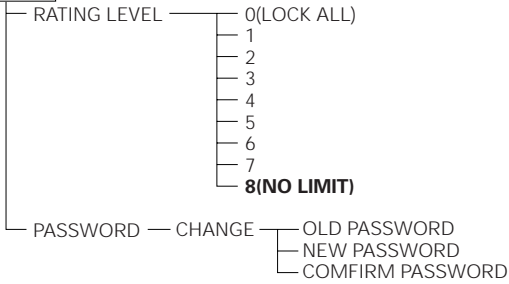 RATING LEVEL 0(LOCK ALL)
1
2
3
4
5
6
7
8(NO LIMIT)
PASSWORD CHANGE OLD PASSWORD
NEW PASSWORD
COMFIRM PASSWORD